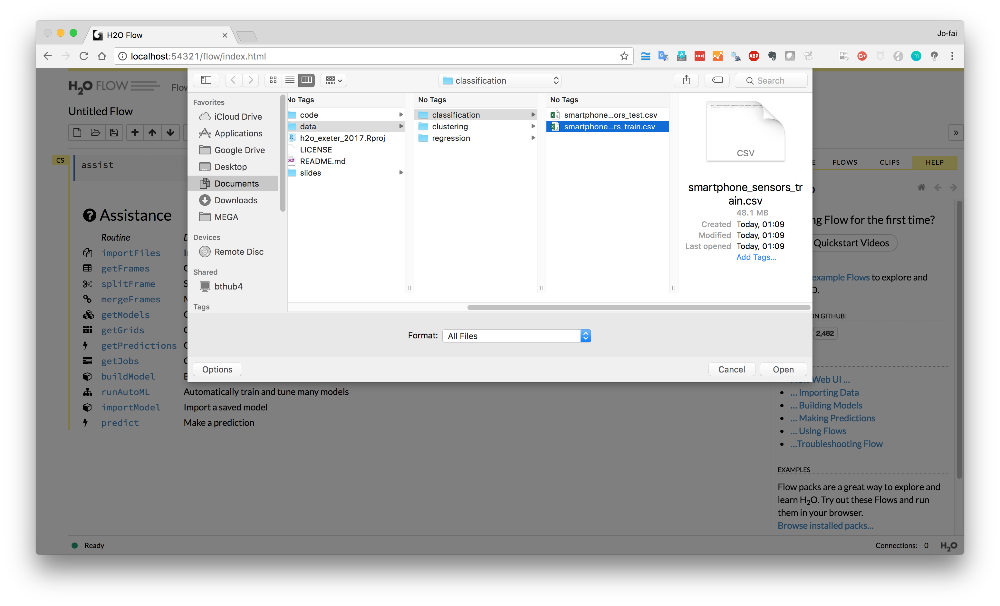 H2O Flow
Jo-fai
localhost:54321/flow/index.html
ABP
H2O FLOW
Flow
classification
Search
Untitled Flow
CS
assist
Assistance
Routine
importFiles
getFrames
splitFrame
mergeFrames
getModels
getGrids
getPredictions
getJobs
buildModel
runAutoML Automatically train and tune many models
importModel Import a saved model
predict Make a prediction
Favorites
iCloud Drive
Applications
Google Drive
Desktop
Documents
Downloads
MEGA
Devices
Remote Disc
Shared
bthub4
Tags
No Tags
code
data
h2o_exeter_2017.Rproj
LICENSE
README.md
slides
No Tags
classification
clustering
regression
No Tags
smartphone...ors_test.csv
smartphone...rs_train.csv
CSV
smartphone_sensors_tr
ain.csv
48.1 MB
Created Today, 01:09
Modified Today, 01:09
Last opened Today, 01:09
Add Tags...
Format: All Files
Options
Cancel
Open
FLOWS
CLIPS
HELP
Flow for the first time?
Quickstart Videos
example Flows to explore and
ON GITHUB!
2,482
Web UI ...
... Importing Data
... Building Models
... Making Predictions
... Using Flows
...Troubleshooting Flow
EXAMPLES
Flow packs are a great way to explore and
learn H2O. Try out these Flows and run
them in your browser.
Browse installed packs...
Ready
Connections: 0
H2O